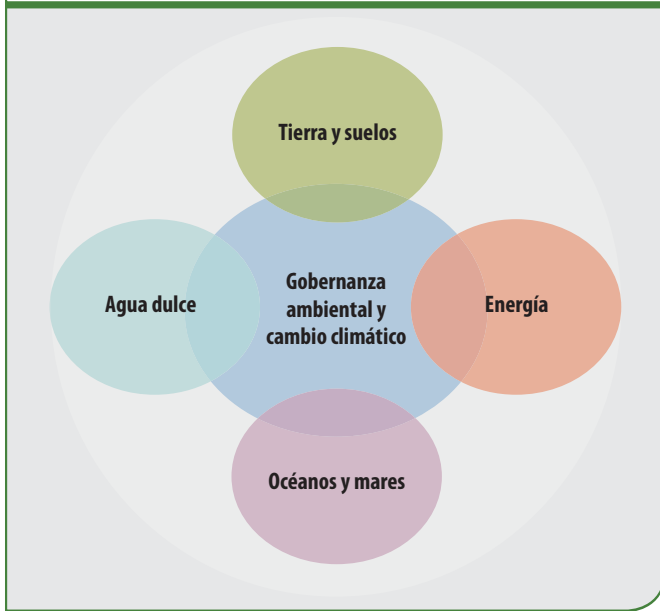 Tierra y suelos
Agua dulce
Gobernanza
ambiental y
cambio climático
Energía
Océanos y mares